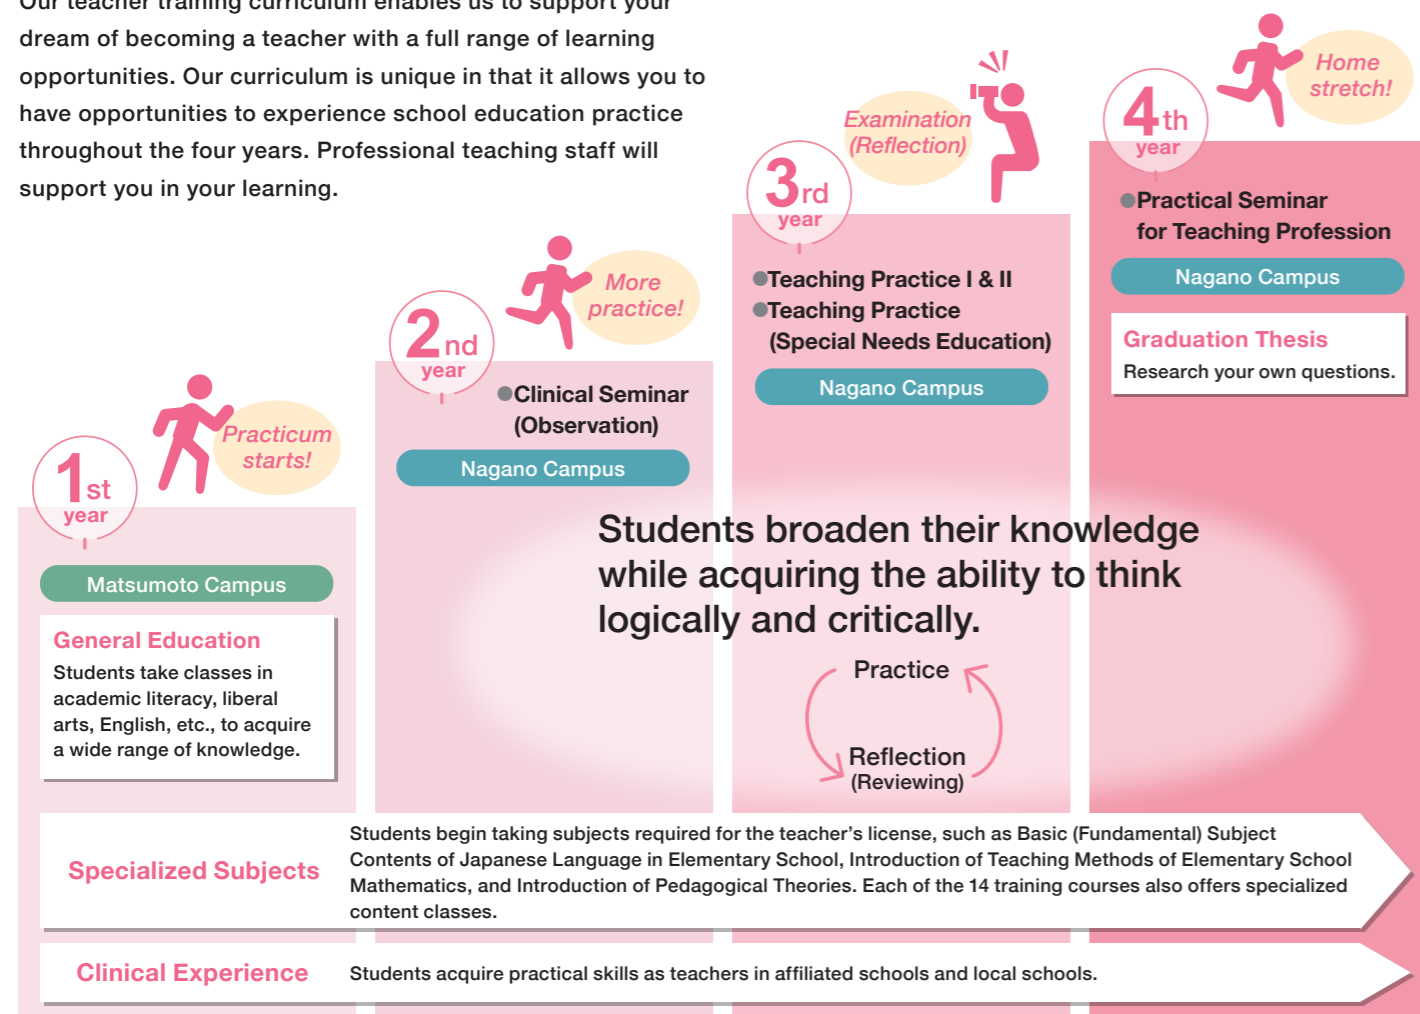 Our teacher training curriculum enables us to support your
dream of becoming a teacher with a full range of learning
opportunities. Our curriculum is unique in that it allows you to
have opportunities to experience school education practice
throughout the four years. Professional teaching staff will
support you in your learning.
1st
year
Practicum
starts!
Matsumoto Campus
General Education
Students take classes in
academic literacy, liberal
arts, English, etc., to acquire
a wide range of knowledge.
2nd
year
More
practice!
●Clinical Seminar
(Observation)
Nagano Campus
3rd
year
Examination
(Reflection)
●Teaching Practice I & II
●Teaching Practice
(Special Needs Education)
Nagano Campus
4th
year
Home
stretch!
●Practical Seminar
for Teaching Profession
Nagano Campus
Graduation Thesis
Research your own questions.
Students broaden their knowledge
while acquiring the ability to think
logically and critically.
Practice
Reflection
(Reviewing)
Specialized Subjects
Students begin taking subjects required for the teacher's license, such as Basic (Fundamental) Subject
Contents of Japanese Language in Elementary School, Introduction of Teaching Methods of Elementary School
Mathematics, and Introduction of Pedagogical Theories. Each of the 14 training courses also offers specialized
content classes.
Clinical Experience
Students acquire practical skills as teachers in affiliated schools and local schools.